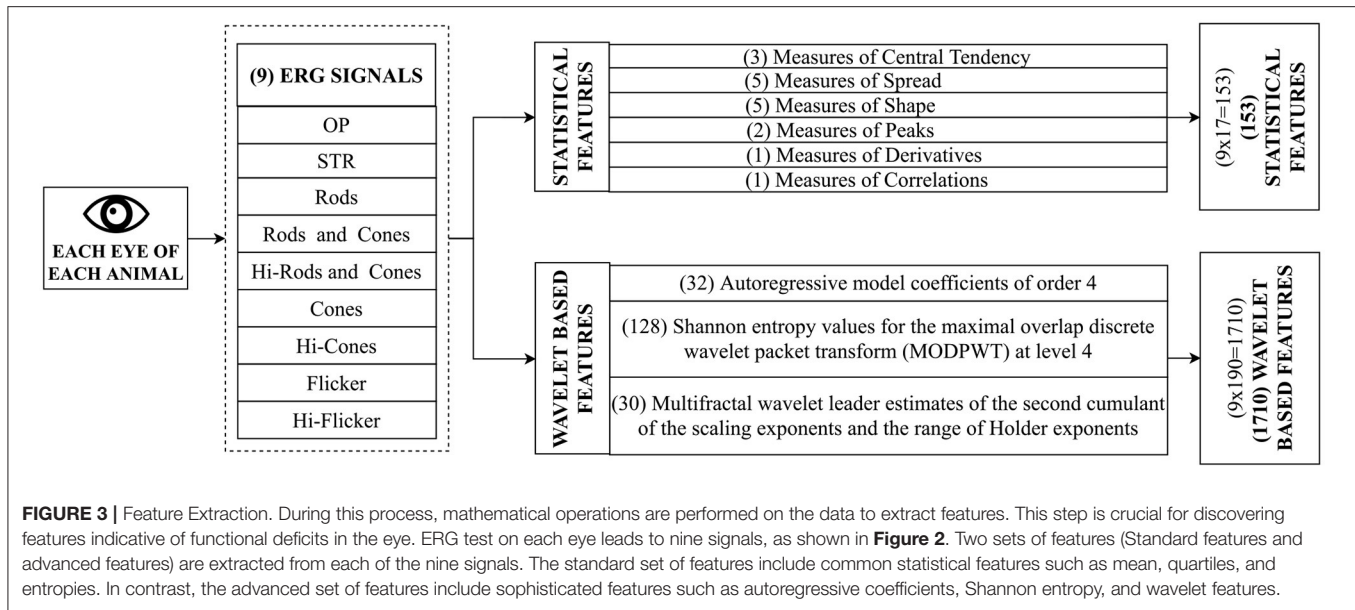 EACH EYE OF
EACH ANIMAL
(9) ERG SIGNALS
OP
STR
Rods
Rods and Cones
Hi-Rods and Cones
Cones
Hi-Cones
Flicker
Hi-Flicker
STATISTICAL
FEATURES
(3) Measures of Central Tendency
(5) Measures of Spread
(5) Measures of Shape
(2) Measures of Peaks
(1) Measures of Derivatives
(1) Measures of Correlations
(9x17=153)
(153)
STATISTICAL
FEATURES
WAVELET BASED
FEATURES
(32) Autoregressive model coefficients of order 4
(128) Shannon entropy values for the maximal overlap discrete
wavelet packet transform (MODPWT) at level 4
(30) Multifractal wavelet leader estimates of the second cumulant
of the scaling exponents and the range of Holder exponents
(9x190=1710)
(1710) WAVELET
BASED FEATURES
FIGURE 3 | Feature Extraction. During this process, mathematical operations are performed on the data to extract features. This step is crucial for discovering
features indicative of functional deficits in the eye. ERG test on each eye leads to nine signals, as shown in Figure 2. Two sets of features (Standard features and
advanced features) are extracted from each of the nine signals. The standard set of features include common statistical features such as mean, quartiles, and
entropies. In contrast, the advanced set of features include sophisticated features such as autoregressive coefficients, Shannon entropy, and wavelet features.